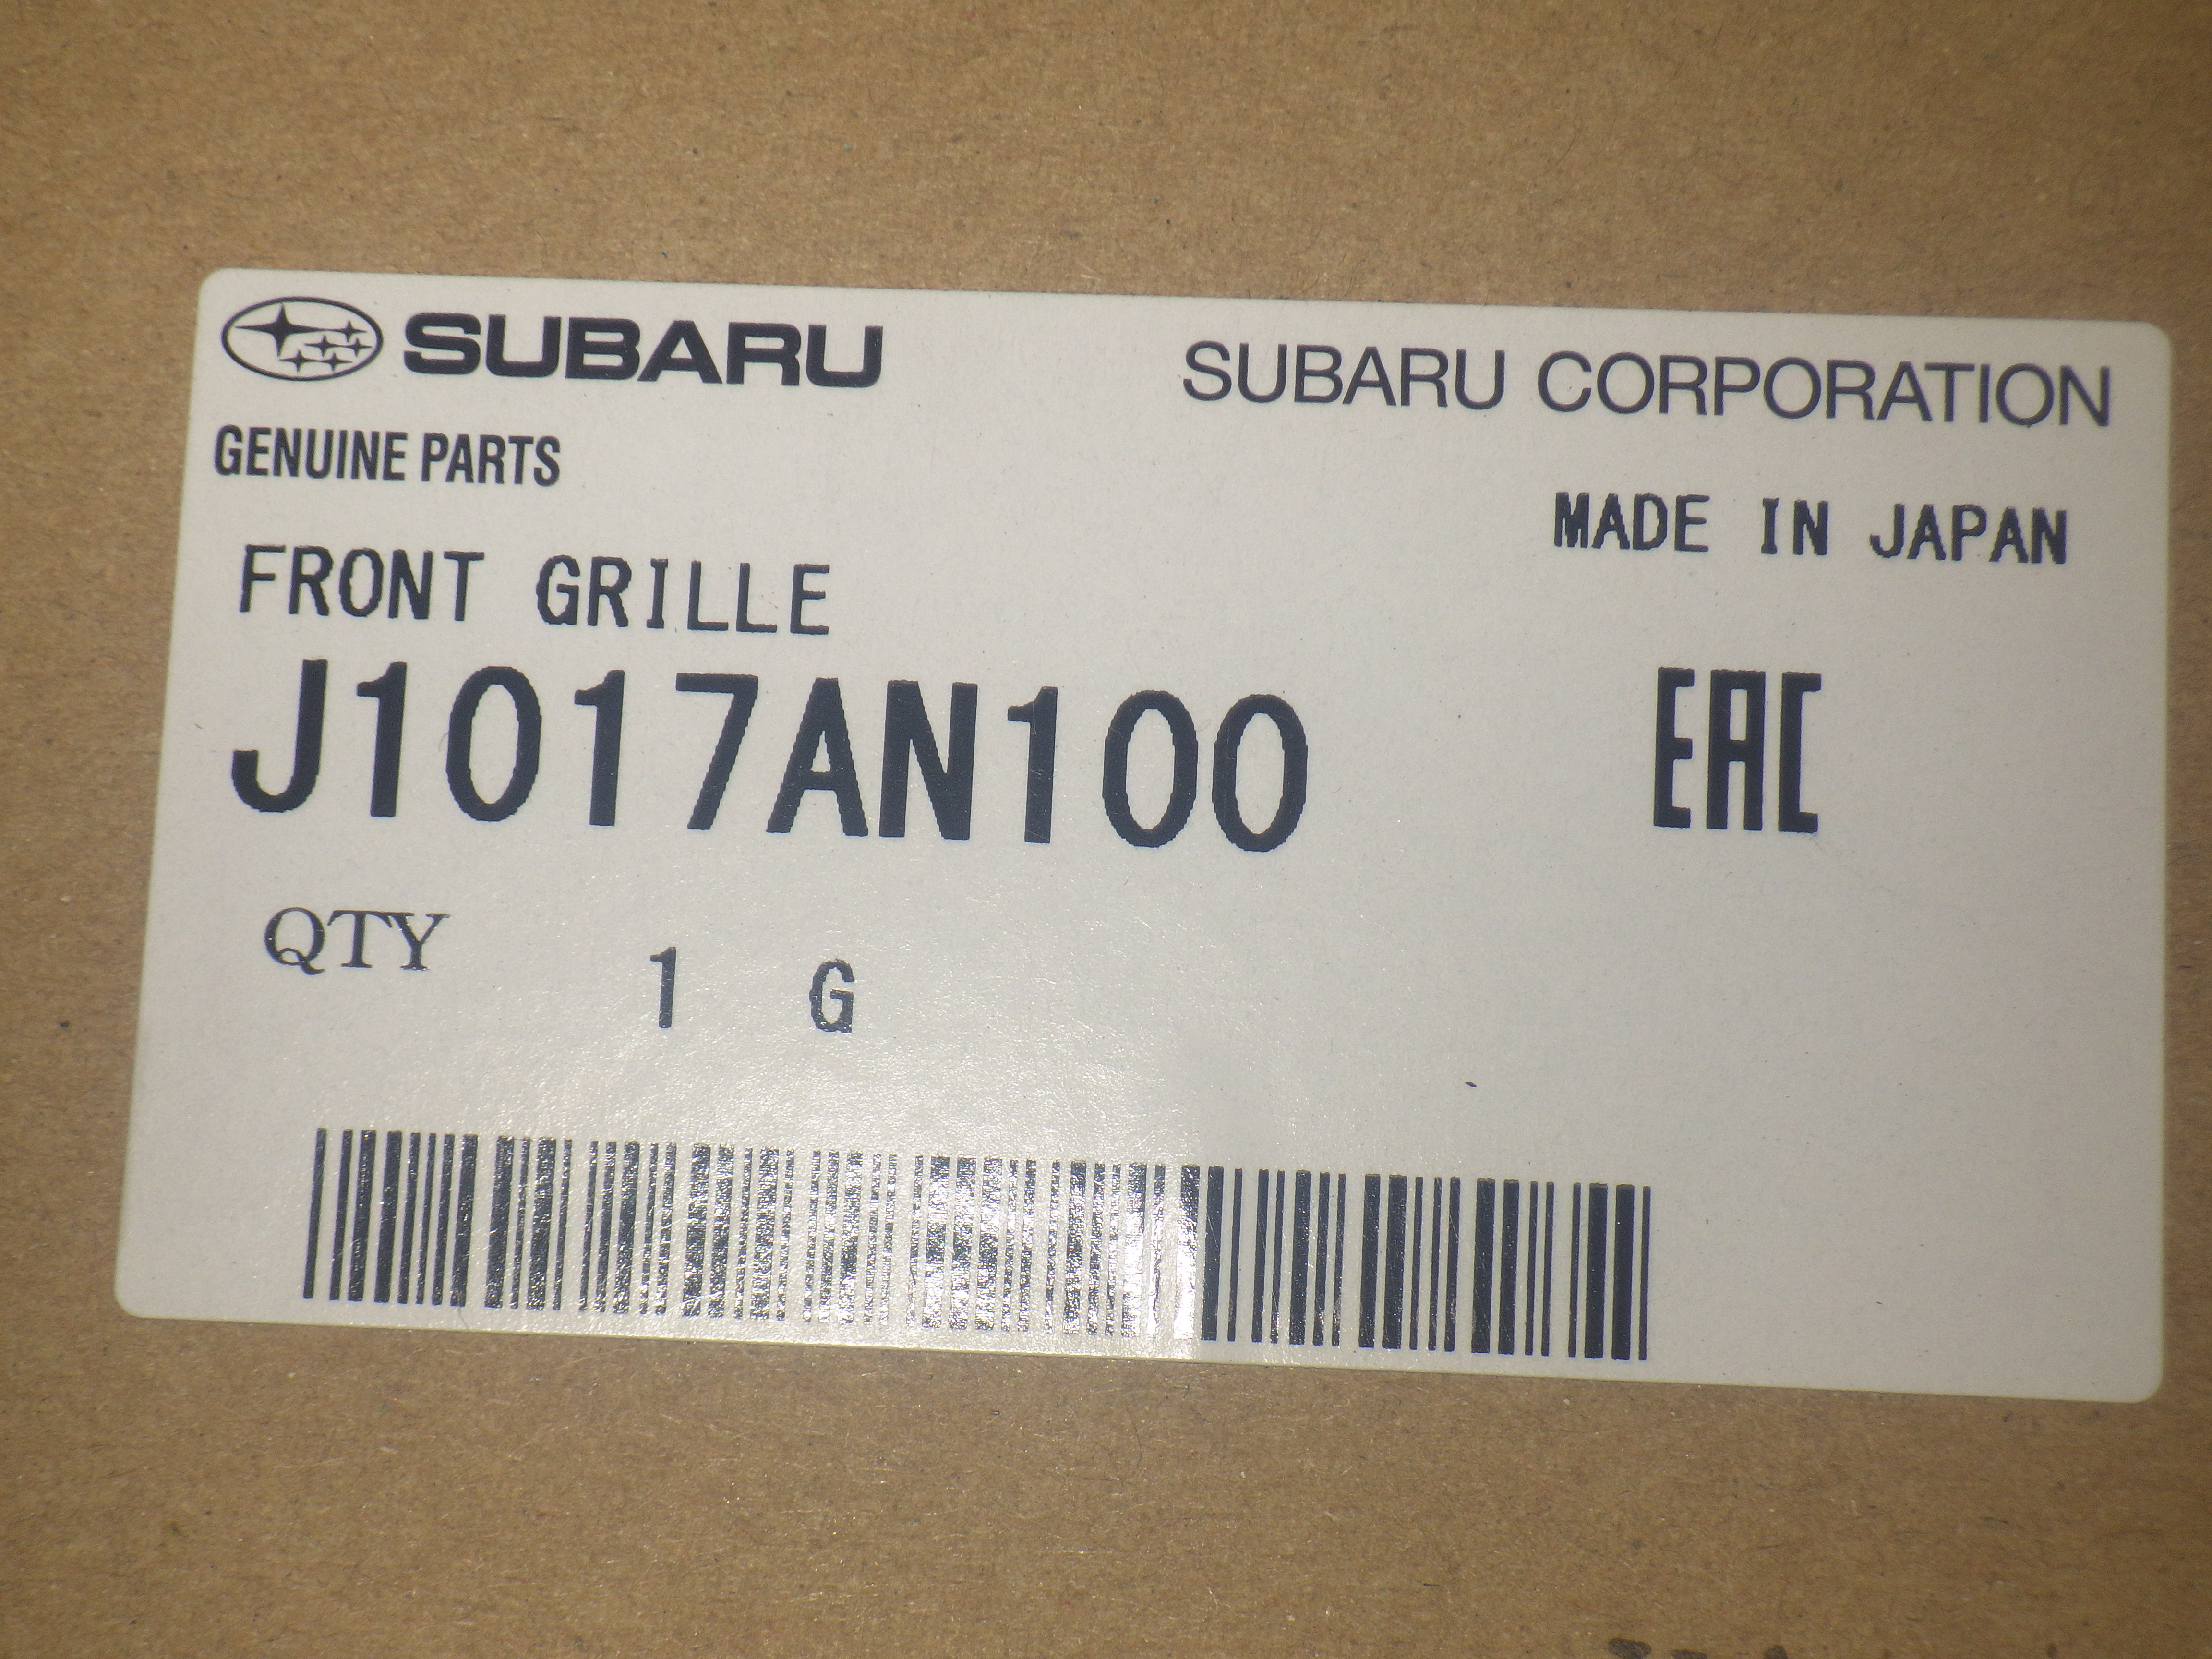 SUBARU
SUBARU CORPORATION
GENUINE PARTS
MADE IN JAPAN
FRONT GRILLE
J1017AN100
EAC
QTY 1 G